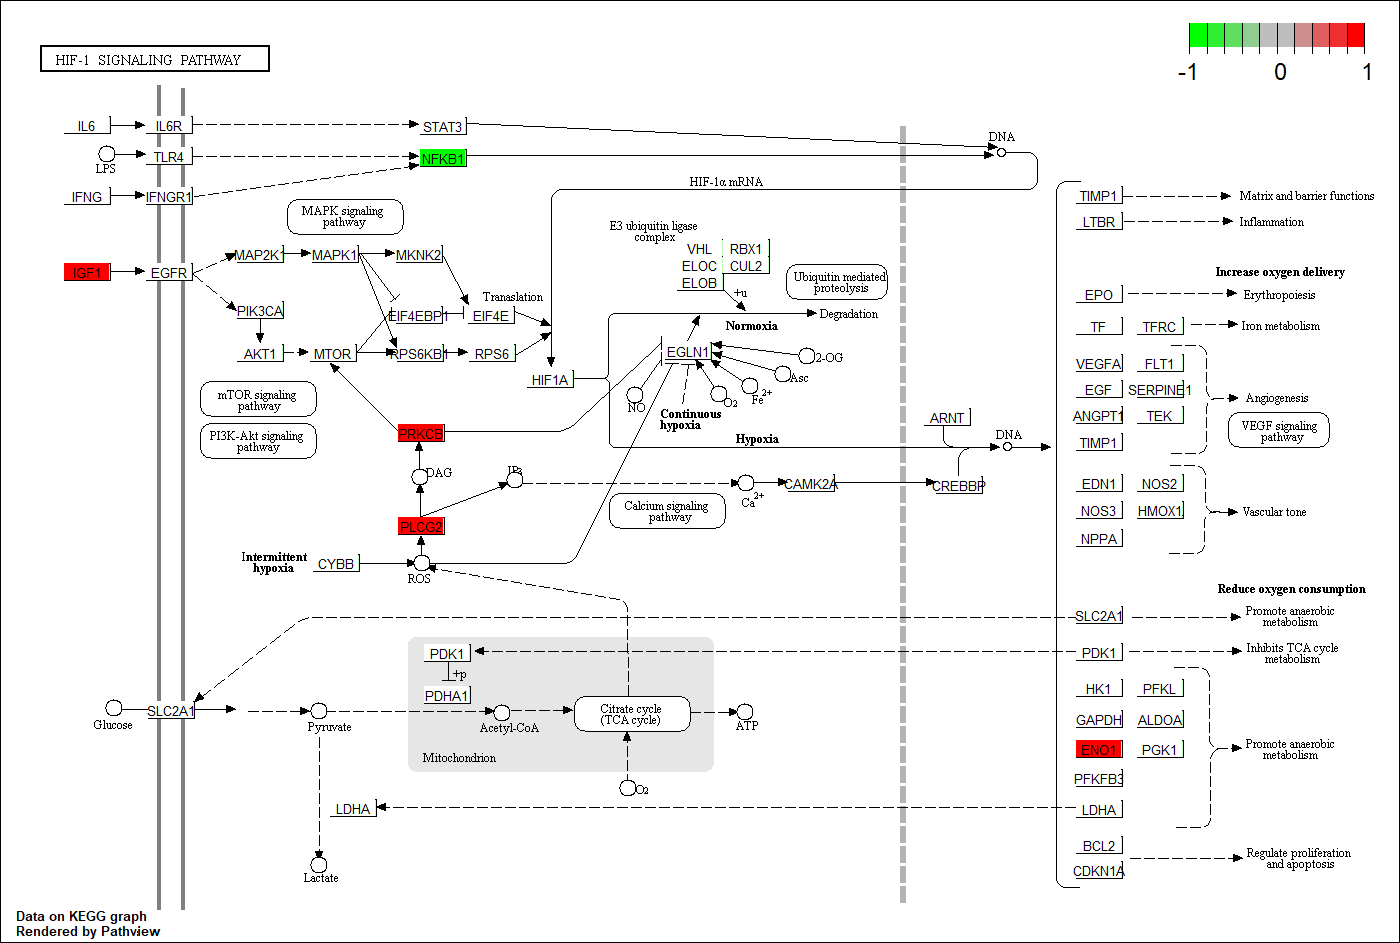 HIF-1 SIGNALING PATHWAY
-1 0 1
IL6
IL6R
STAT3
DNA
LPS
TLR4
NFKB1
IFNG
IFNGR1
HIF-1α mRNA
MAPK signaling
pathway
IGF1
EGFR
MAP2K1
MAPK1
MKNK2
PIK3CA
EIF4EBP1
EIF4E
Translation
AKT1
MTOR
RPS6KB1
RPS6
HIF1A
mTOR signaling
pathway
PI3K-Akt signaling
pathway
E3 ubiquitin ligase
complex
VHL
RBX1
ELOC
CUL2
ELOB
+u
Ubiquitin mediated
proteolysis
Normoxia
Degradation
EGLN1
2-OG
Asc
Fe2+
O2
NO
Continuous
hypoxia
Hypoxia
PRKCB
DAG
IP3
PLCG2
Ca2+
CAMK2A
Calcium signaling
pathway
ARNT
CREBBP
DNA
Intermittent
hypoxia
CYBB
ROS
TIMP1
Matrix and barrier functions
LTBR
Inflammation
Increase oxygen delivery
EPO
Erythropoiesis
TF
TFRC
Iron metabolism
VEGFA
FLT1
EGF
SERPINE1
Angiogenesis
ANGPT1
TEK
VEGF signaling
pathway
TIMP1
EDN1
NOS2
NOS3
HMOX1
Vascular tone
NPPA
Reduce oxygen consumption
SLC2A1
Promote anaerobic
metabolism
PDK1
Inhibits TCA cycle
metabolism
HK1
PFKL
GAPDH
ALDOA
ENO1
PGK1
Promote anaerobic
metabolism
PFKFB3
LDHA
BCL2
CDKN1A
Regulate proliferation
and apoptosis
PDK1
+p
PDHA1
Glucose
SLC2A1
Pyruvate
Acetyl-CoA
Citrate cycle
(TCA cycle)
ATP
Mitochondrion
O2
LDHA
Lactate
Data on KEGG graph
Rendered by Pathview